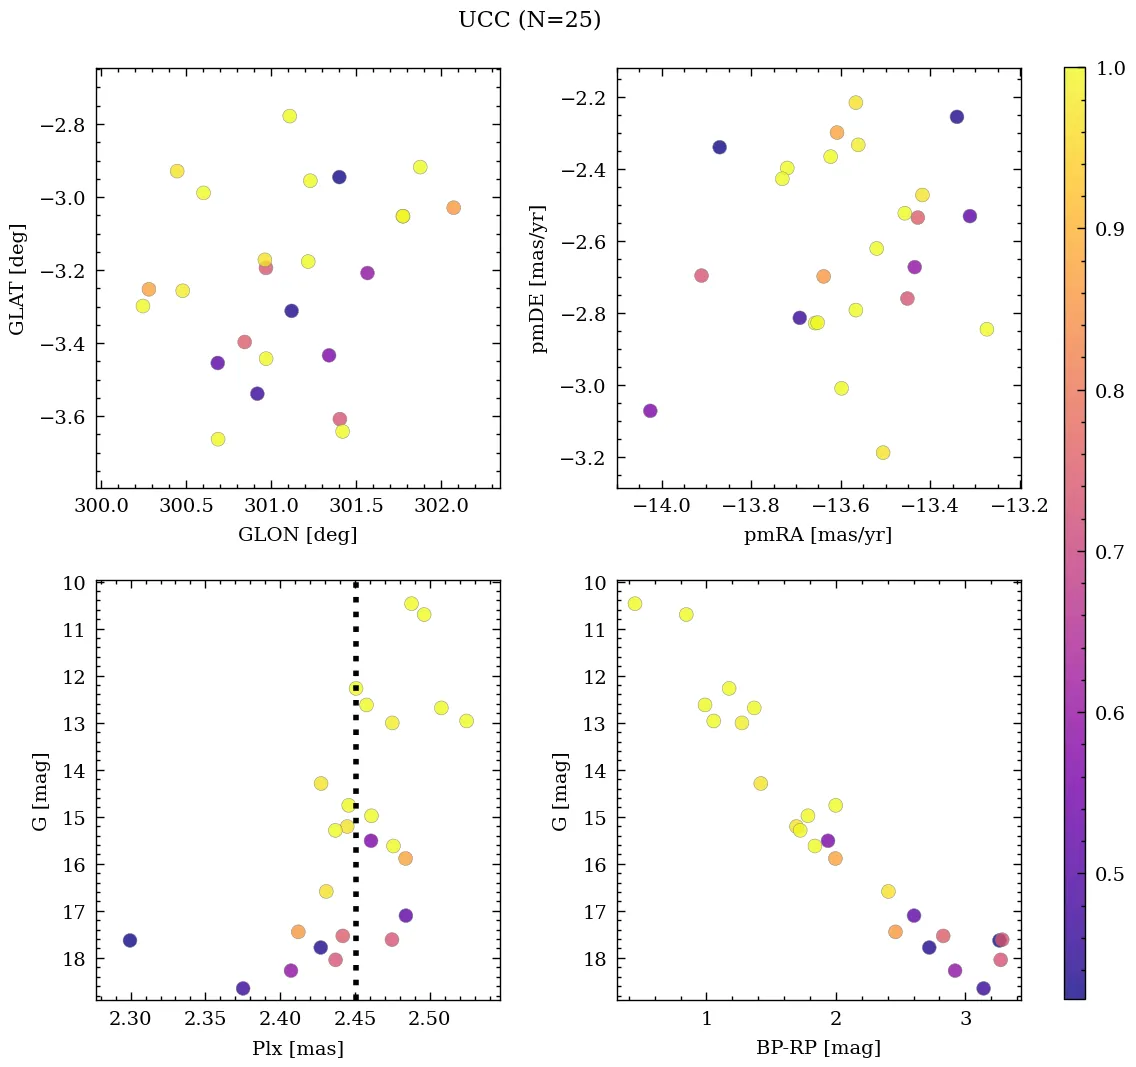 UCC (N=25)
−2.8
−3.0
−3.2
−3.4
−3.6
GLAT [deg]
300.0 300.5 301.0 301.5 302.0
GLON [deg]
−2.2
−2.4
−2.6
−2.8
−3.0
−3.2
pmDE [mas/yr]
−14.0 −13.8 −13.6 −13.4 −13.2
pmRA [mas/yr]
10
11
12
13
14
15
16
17
18
G [mag]
2.30 2.35 2.40 2.45 2.50
Plx [mas]
10
11
12
13
14
15
16
17
18
G [mag]
1 2 3
BP-RP [mag]
1.0
0.9
0.8
0.7
0.6
0.5